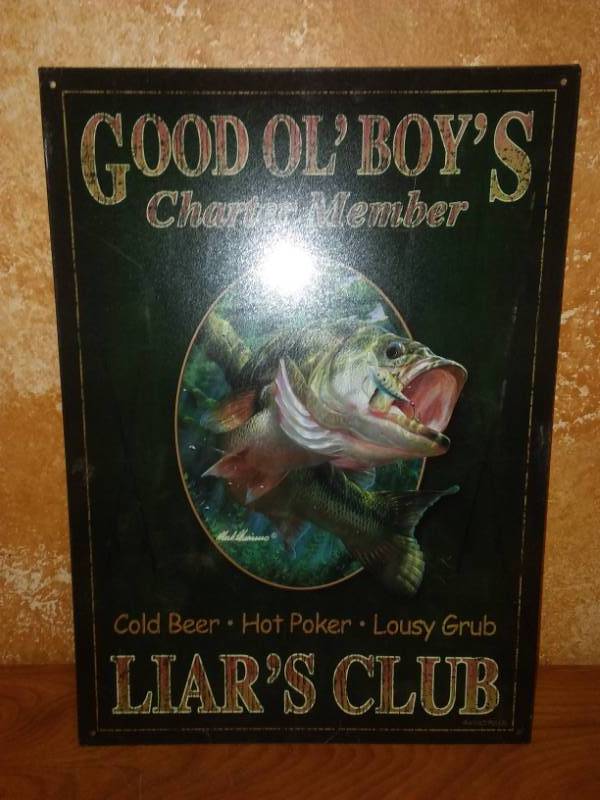 GOOD OL' BOY'S
Charter Member
Cold Beer • Hot Poker • Lousy Grub
LIAR'S CLUB